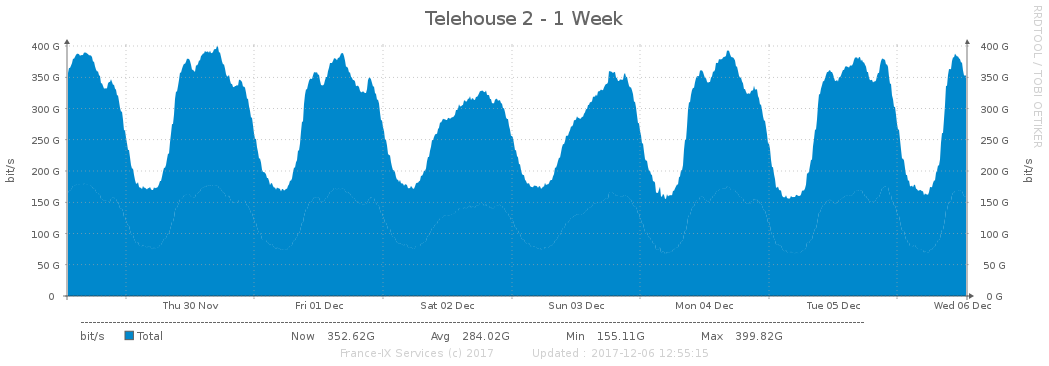 Telehouse 2 - 1 Week
RRDTOOL / TOBI OETIKER
bit/s
400 G 400 G
350 G 350 G
300 G 300 G
250 G 250 G
200 G 200 G
150 G 150 G
100 G 100 G
50 G 50 G
0 0 G
bit/s
Thu 30 Nov Fri 01 Dec Sat 02 Dec Sun 03 Dec Mon 04 Dec Tue 05 Dec Wed 06 Dec
bit/s Total Now 352.62G Avg 284.02G Min 155.11G Max 399.82G
France-IX Services (c) 2017 Updated : 2017-12-06 12:55:15